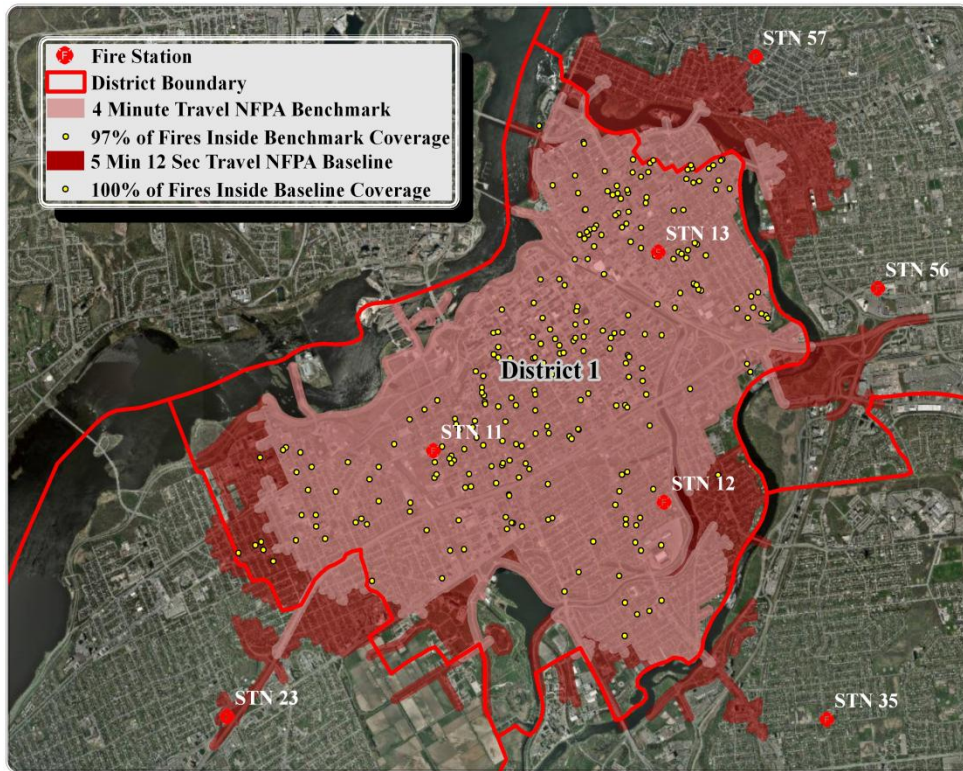 Fire Station
District Boundary
4 Minute Travel NFPA Benchmark
97% of Fires Inside Benchmark Coverage
5 Min 12 Sec Travel NFPA Baseline
100% of Fires Inside Baseline Coverage
STN 57
STN 13
STN 56
District 1
STN 11
STN 12
STN 23
STN 35